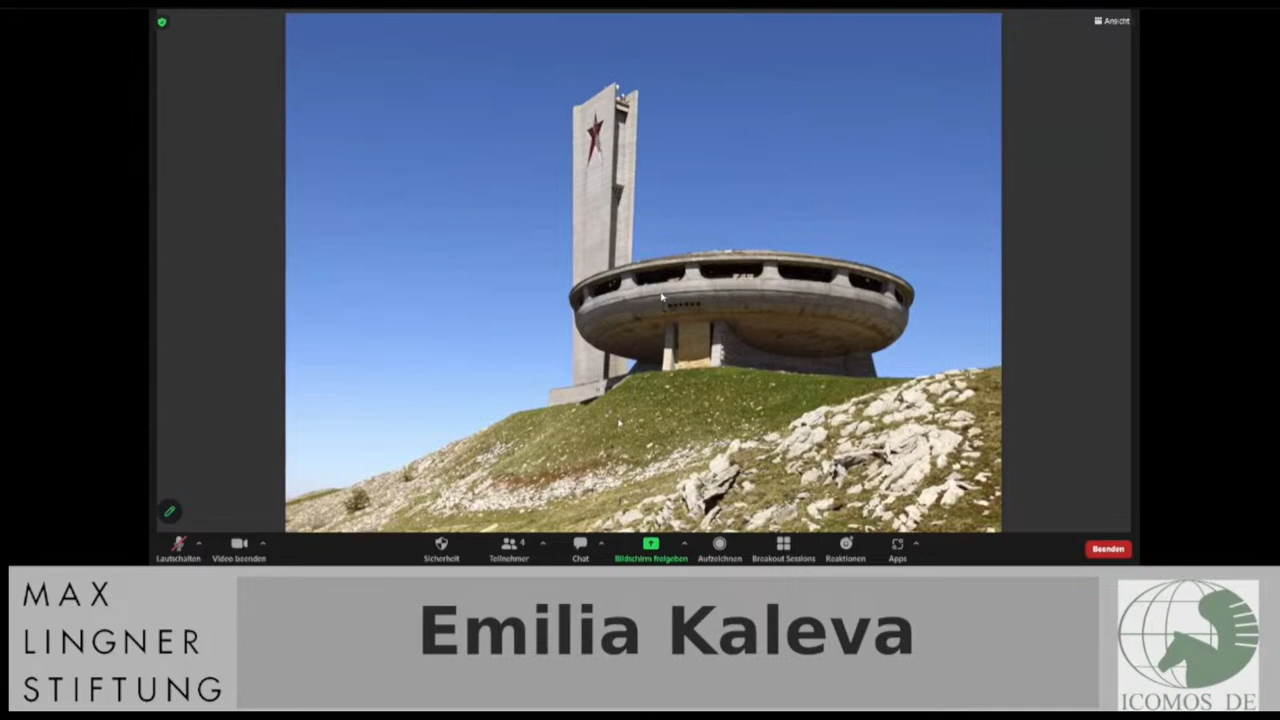 Ansicht
Lautschalten
Video beenden
Sicherheit
Teilnehmer
4
Chat
Bildschirm freigeben
Aufzeichnen
Breakout Sessions
Reaktionen
Apps
Beenden
MAX
LINGNER
STIFTUNG
Emilia Kaleva
ICOMOS DE